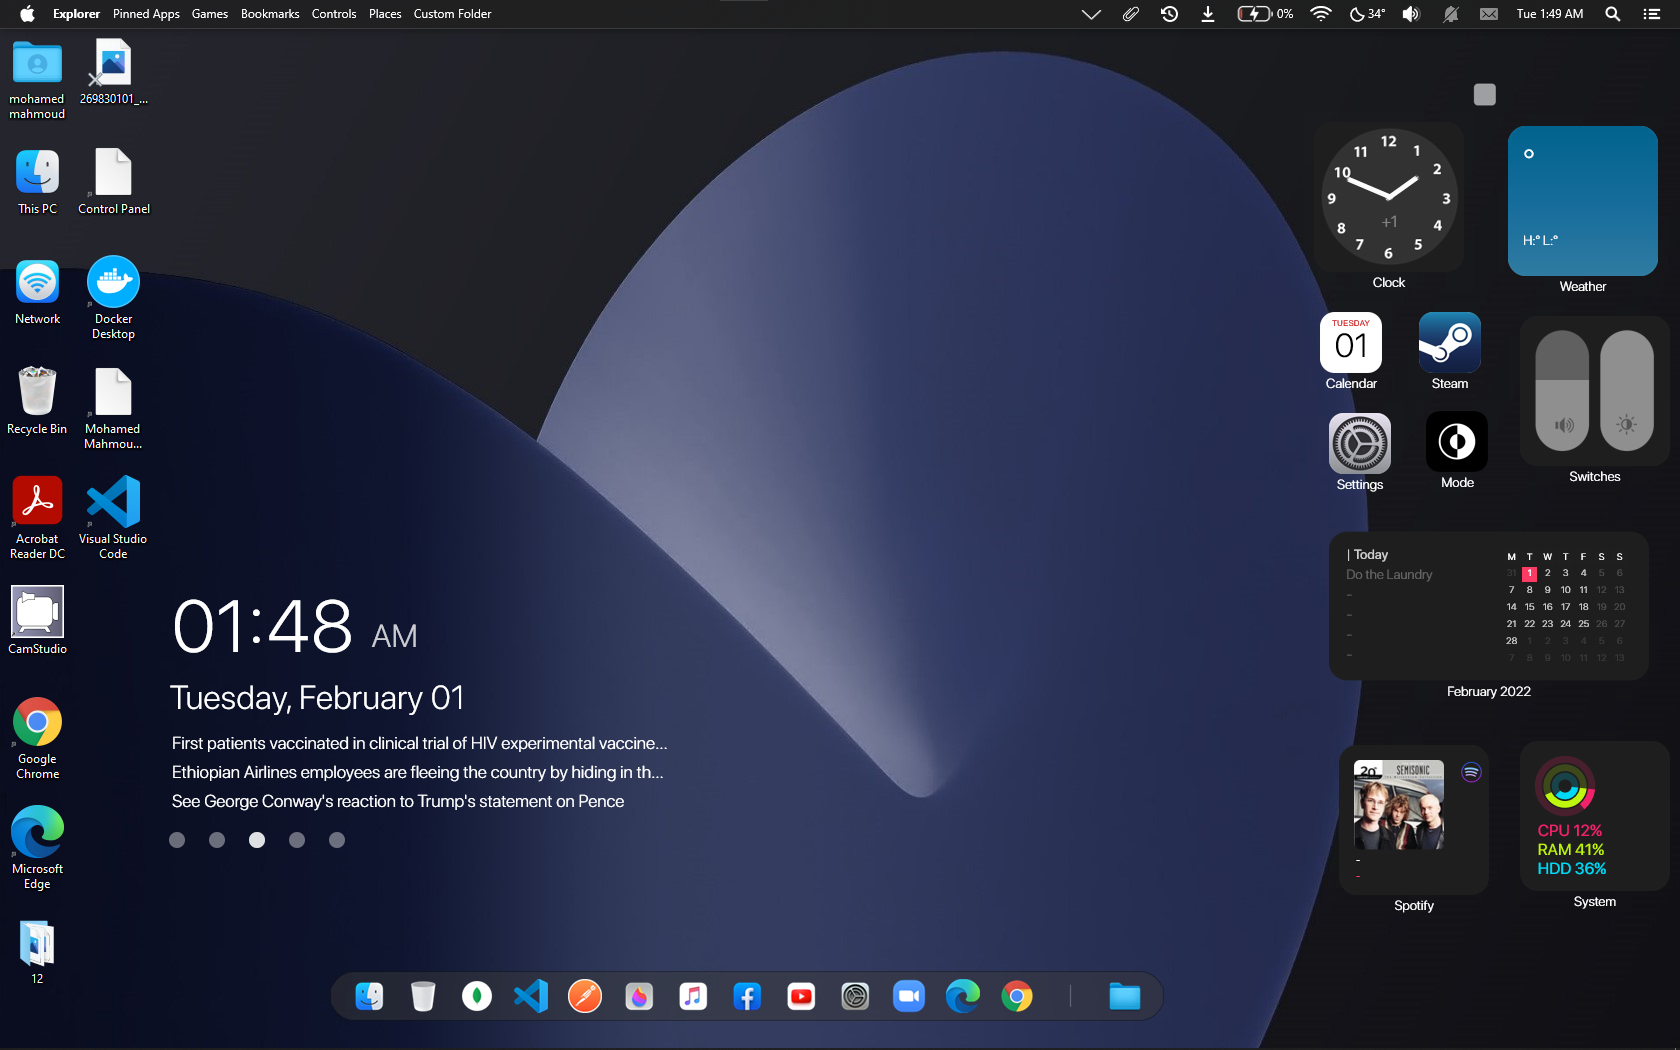 Explorer Pinned Apps Games Bookmarks Controls Places Custom Folder
0% 34° Tue 1:49 AM
mohamed
mahmoud
269830101_...
This PC
Control Panel
Network
Docker
Desktop
Recycle Bin
Mohamed
Mahmou...
Acrobat
Reader DC
Visual Studio
Code
CamStudio
Google
Chrome
Microsoft
Edge
12
01:48 AM
Tuesday, February 01
First patients vaccinated in clinical trial of HIV experimental vaccine...
Ethiopian Airlines employees are fleeing the country by hiding in th...
See George Conway's reaction to Trump's statement on Pence
12
1
2
3
4
5
6
7
8
9
10
11
+1
Clock
H:° L:°
Weather
TUESDAY
01
Calendar
Steam
Settings
Mode
Switches
| Today
Do the Laundry
-
-
-
-
M T W T F S S
31 1 2 3 4 5 6
7 8 9 10 11 12 13
14 15 16 17 18 19 20
21 22 23 24 25 26 27
28 1 2 3 4 5 6
7 8 9 10 11 12 13
February 2022
20 SEMISONIC
-
-
Spotify
CPU 12%
RAM 41%
HDD 36%
System